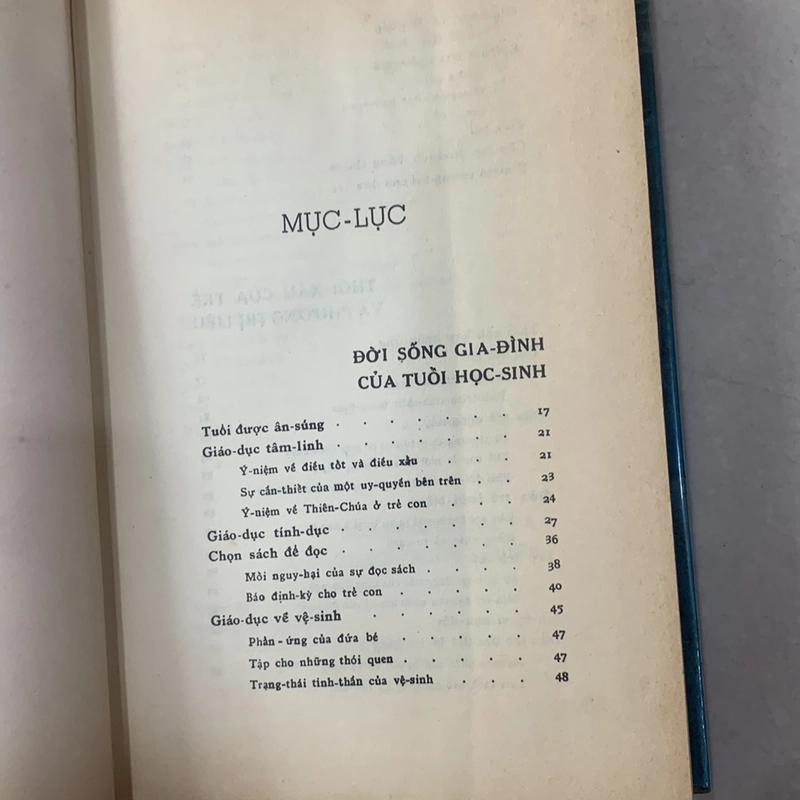 MỤC-LỤC
ĐỜI SỐNG GIA-ĐÌNH
CỦA TUỔI HỌC-SINH
Tuổi được ân-súng . . . . . . . 17
Giáo-dục tâm-linh . . . . . . . 21
Ý-niệm về điều tốt và điều xấu . . . . 21
Sự cần-thiết của một uy-quyền bên trên . . 23
Ý-niệm về Thiên-Chúa ở trẻ con . . . . 24
Giáo-dục tính-dục . . . . . . . 27
Chọn sách để đọc . . . . . . . 36
Mối nguy-hại của sự đọc sách . . . . 38
Báo định-kỳ cho trẻ con . . . . . 40
Giáo-dục về vệ-sinh . . . . . . 45
Phản-ứng của đứa bé . . . . . 47
Tập cho những thói quen . . . . . 47
Trạng-thái tinh-thần của vệ-sinh . . . 48